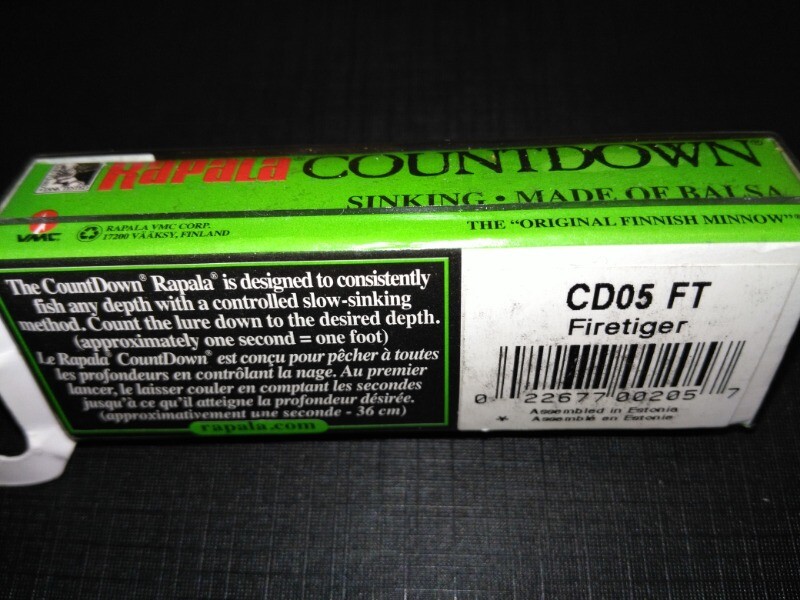 Rapala COUNTDOWN
SINKING • MADE OF BALSA
VMC
RAPALA VMC CORP.
17200 VÄÄKSY, FINLAND
THE "ORIGINAL FINNISH MINNOW"
The CountDown® Rapala® is designed to consistently
fish any depth with a controlled slow-sinking
method. Count the lure down to the desired depth.
(approximately one second = one foot)
Le Rapala® CountDown® est conçu pour pêcher à toutes
les profondeurs en contrôlant la nage. Au premier
lancer, le laisser couler en comptant les secondes
jusqu'à ce qu'il atteigne la profondeur désirée.
(approximativement une seconde - 36 cm)
rapala.com
CD05 FT
Firetiger
0 22677 00205 7
Assembled in Estonia
* Assemblé en Estonie